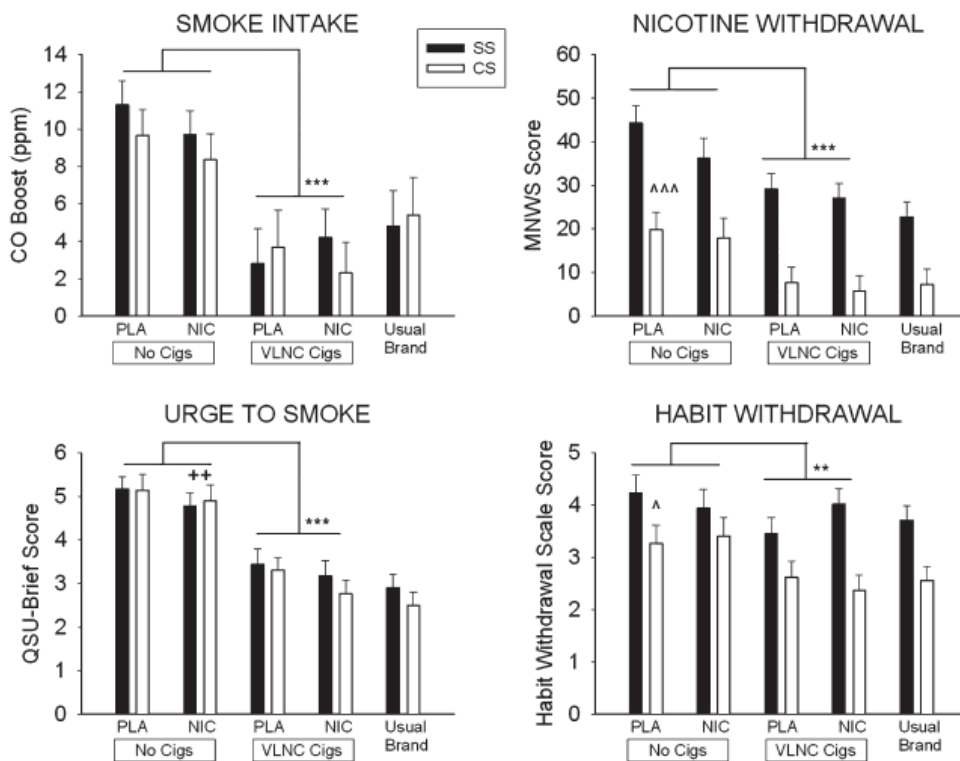 SMOKE INTAKE
CO Boost (ppm)
14
12
10
8
6
4
2
0
***
PLA NIC PLA NIC Usual
No Cigs VLNC Cigs Brand
SS
CS
NICOTINE WITHDRAWAL
MNWS Score
60
50
40
30
20
10
0
^^^
***
PLA NIC PLA NIC Usual
No Cigs VLNC Cigs Brand
URGE TO SMOKE
QSU-Brief Score
6
5
4
3
2
1
0
++
***
PLA NIC PLA NIC Usual
No Cigs VLNC Cigs Brand
HABIT WITHDRAWAL
Habit Withdrawal Scale Score
5
4
3
2
1
0
^
**
PLA NIC PLA NIC Usual
No Cigs VLNC Cigs Brand